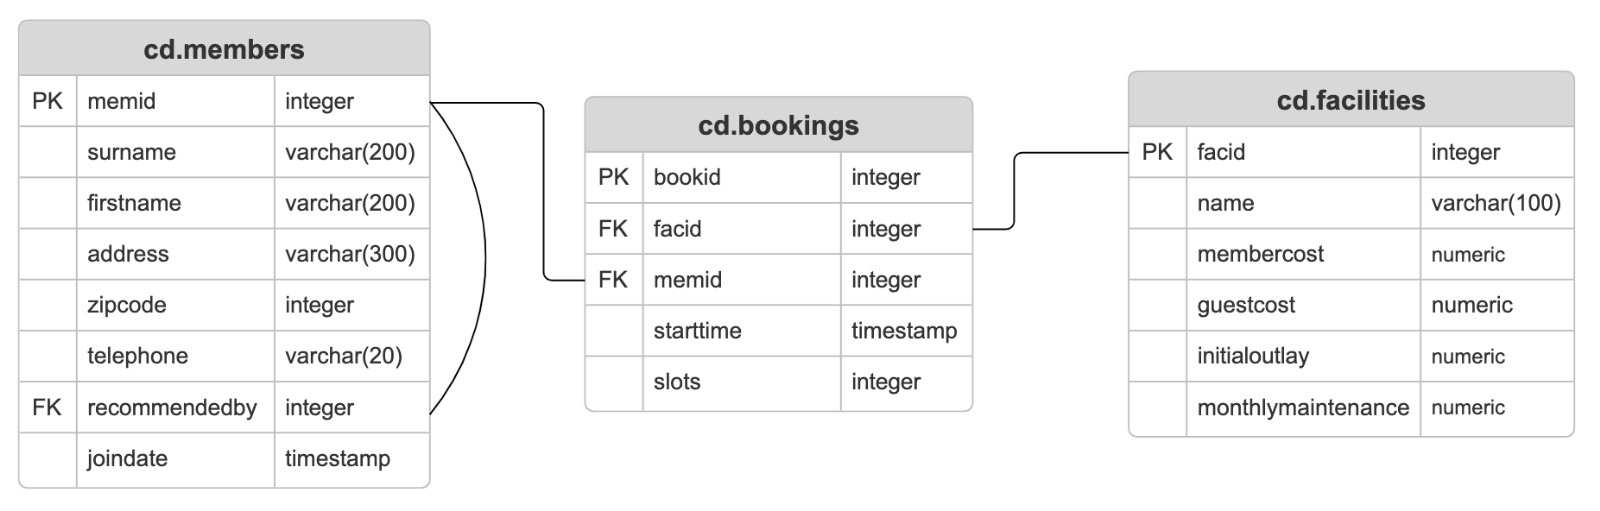 cd.members
PK memid integer
surname varchar(200)
firstname varchar(200)
address varchar(300)
zipcode integer
telephone varchar(20)
FK recommendedby integer
joindate timestamp
cd.bookings
PK bookid integer
FK facid integer
FK memid integer
starttime timestamp
slots integer
cd.facilities
PK facid integer
name varchar(100)
membercost numeric
guestcost numeric
initialoutlay numeric
monthlymaintenance numeric